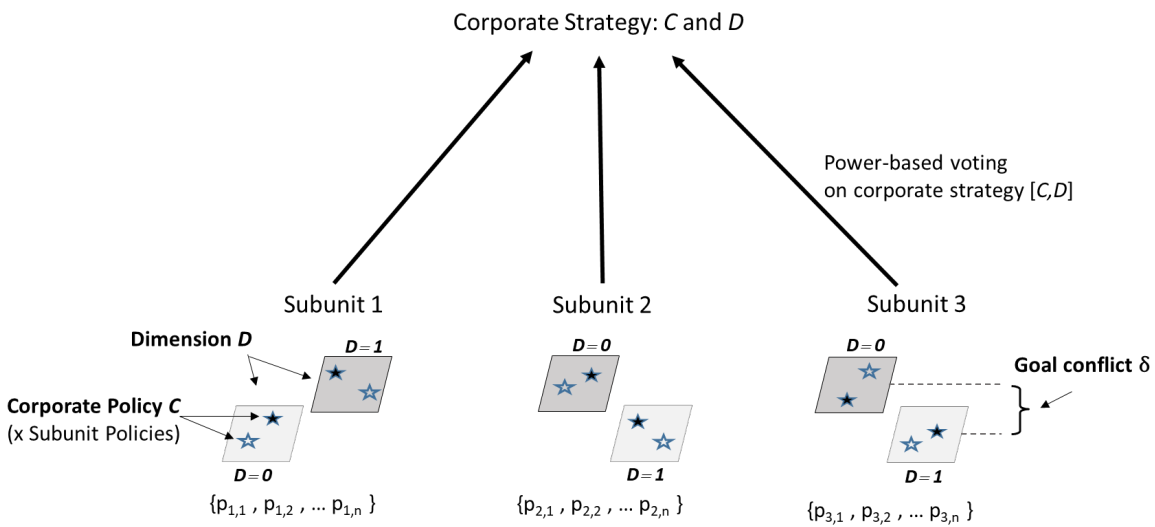 Corporate Strategy: C and D
Power-based voting
on corporate strategy [C,D]
Subunit 1
Subunit 2
Subunit 3
Dimension D
D=1
D=0
D=0
Goal conflict δ
Corporate Policy C
(x Subunit Policies)
D=0
D=1
D=1
{p1,1 , p1,2 , ... p1,n }
{p2,1 , p2,2 , ... p2,n }
{p3,1 , p3,2 , ... p3,n }